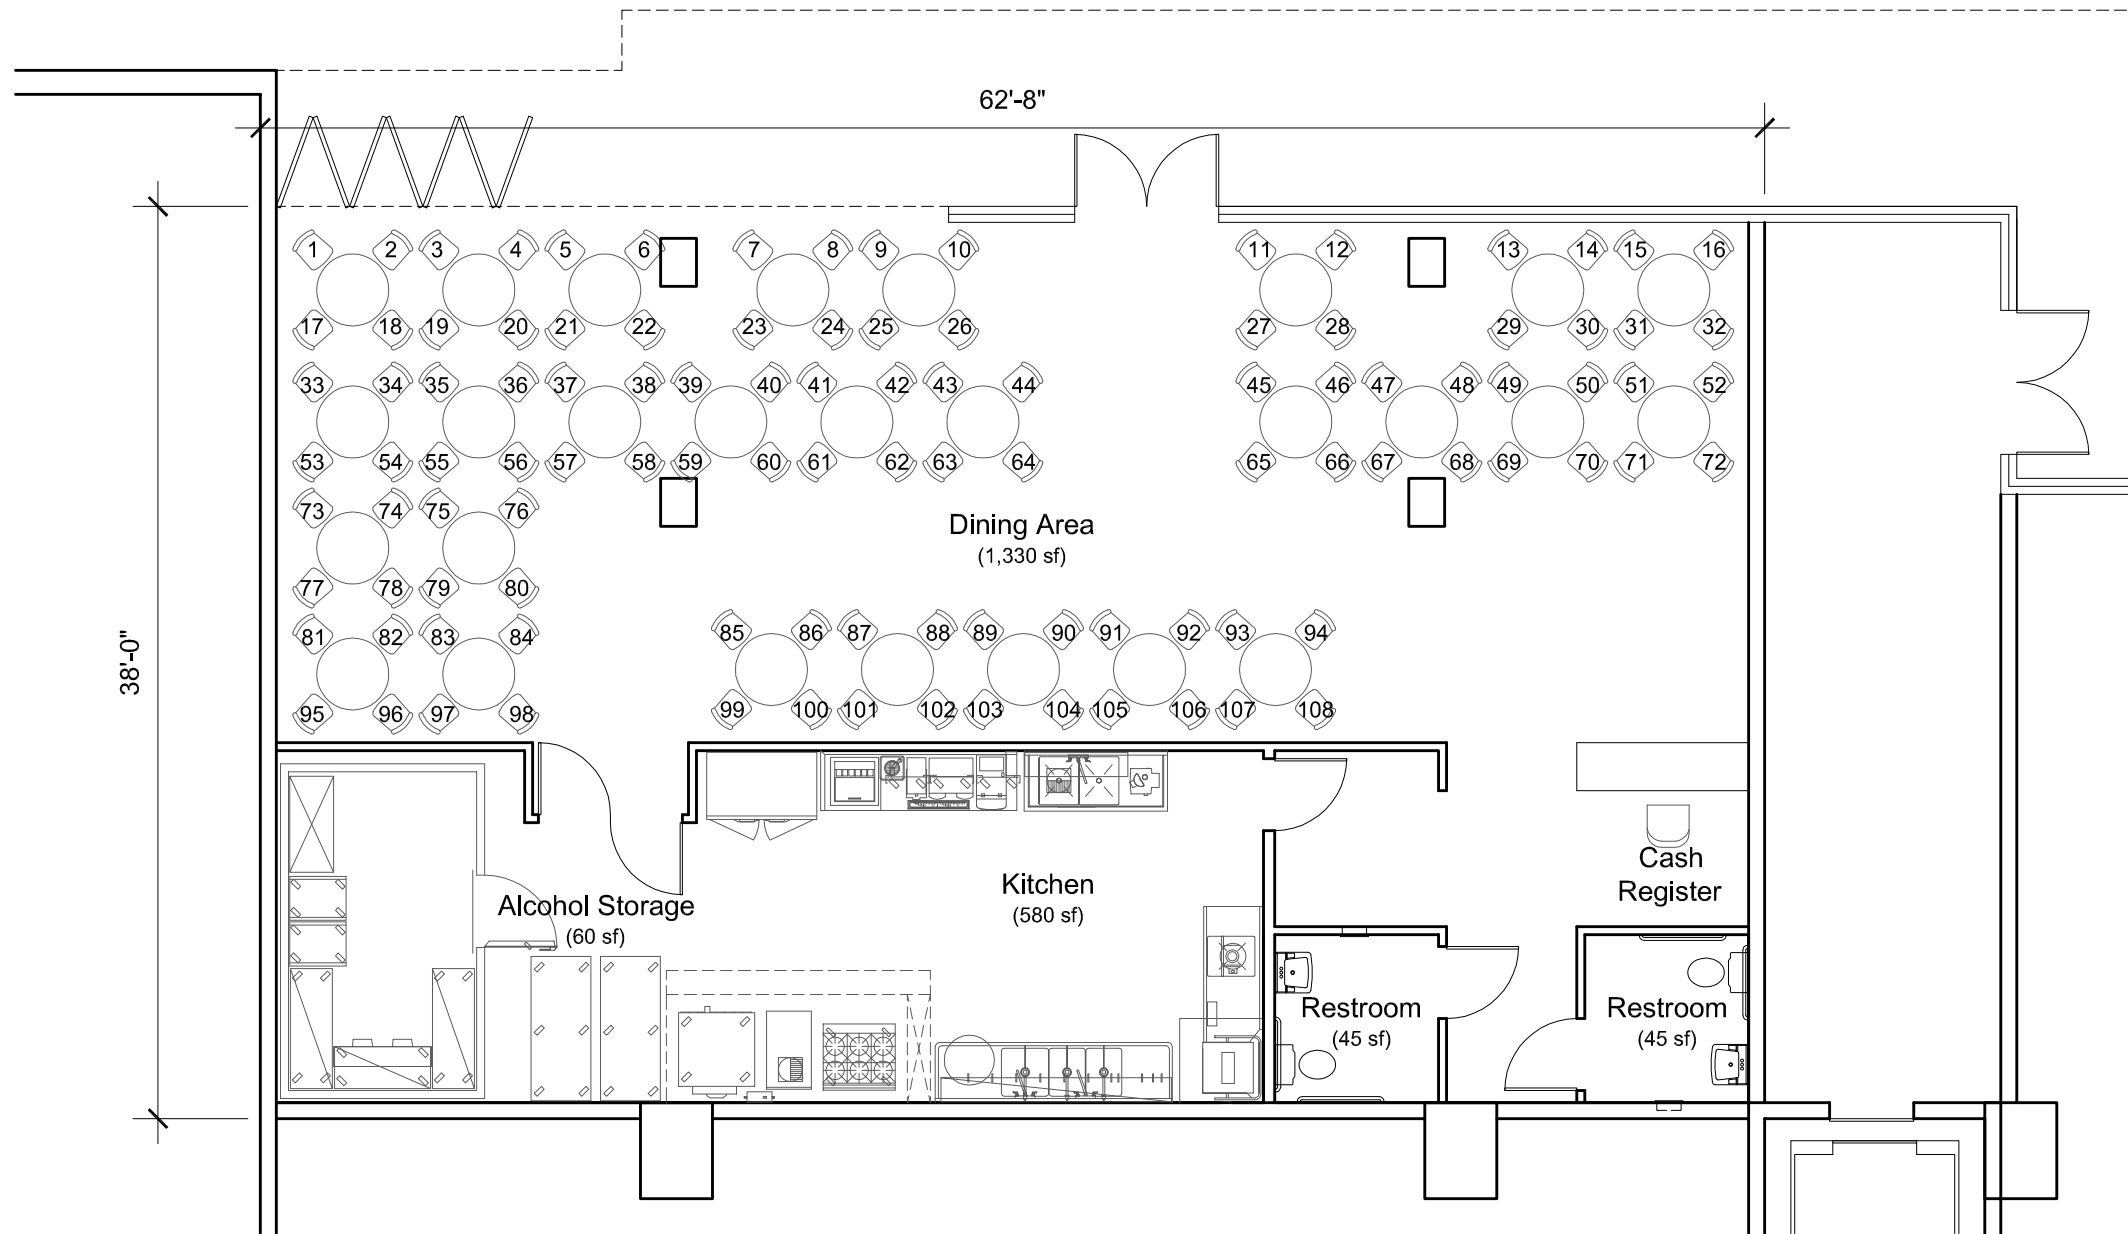 62'-8"
1 2 3 4 5 6 7 8 9 10 11 12 13 14 15 16
17 18 19 20 21 22 23 24 25 26 27 28 29 30 31 32
33 34 35 36 37 38 39 40 41 42 43 44 45 46 47 48 49 50 51 52
53 54 55 56 57 58 59 60 61 62 63 64 65 66 67 68 69 70 71 72
73 74 75 76
Dining Area
(1,330 sf)
77 78 79 80
81 82 83 84 85 86 87 88 89 90 91 92 93 94
38'-0"
95 96 97 98 99 100 101 102 103 104 105 106 107 108
Cash
Register
Kitchen
(580 sf)
Alcohol Storage
(60 sf)
Restroom
(45 sf)
Restroom
(45 sf)